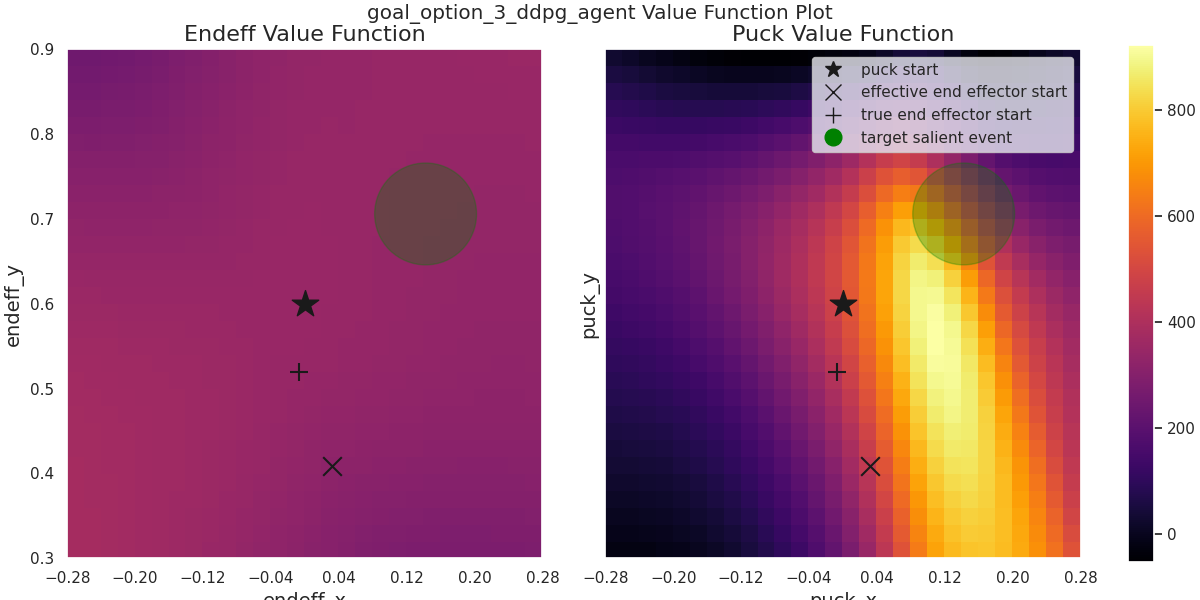 goal_option_3_ddpg_agent Value Function Plot
Endeff Value Function
Puck Value Function
0.9
0.8
0.7
0.6
0.5
0.4
0.3
endeff_y
−0.28 −0.20 −0.12 −0.04 0.04 0.12 0.20 0.28
endeff_x
puck start
effective end effector start
true end effector start
target salient event
puck_y
−0.28 −0.20 −0.12 −0.04 0.04 0.12 0.20 0.28
puck_x
800
600
400
200
0